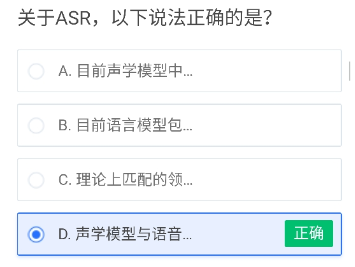 关于ASR，以下说法正确的是？
A. 目前声学模型中...
B. 目前语言模型包...
C. 理论上匹配的领...
D. 声学模型与语音... 正确